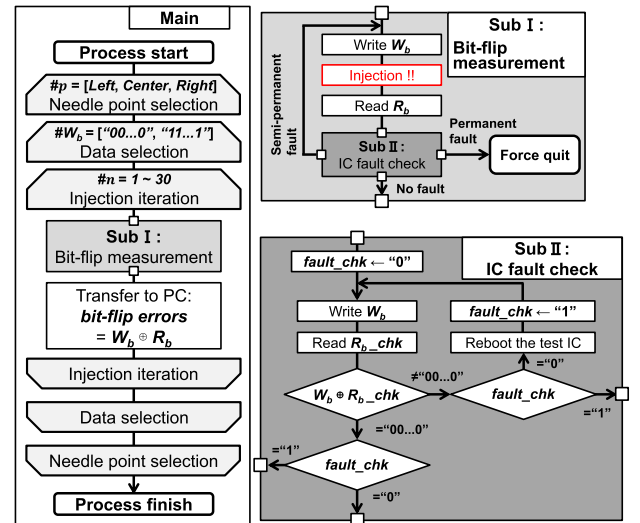 Main
Process start
#p = [Left, Center, Right]
Needle point selection
#Wb = [“00...0”, “11...1”]
Data selection
#n = 1 ~ 30
Injection iteration
Sub Ⅰ :
Bit-flip measurement
Transfer to PC:
bit-flip errors
= Wb ⊕ Rb
Injection iteration
Data selection
Needle point selection
Process finish
Sub Ⅰ :
Bit-flip
measurement
Write Wb
Injection !!
Read Rb
Semi-permanent
fault
Sub Ⅱ :
IC fault check
Permanent
fault
Force quit
No fault
Sub Ⅱ :
IC fault check
fault_chk ← “0”
Write Wb
Read Rb_chk
fault_chk ← “1”
Reboot the test IC
=“0”
Wb ⊕ Rb_chk
≠“00...0”
fault_chk
=“1”
=“00...0”
=“1”
fault_chk
=“0”